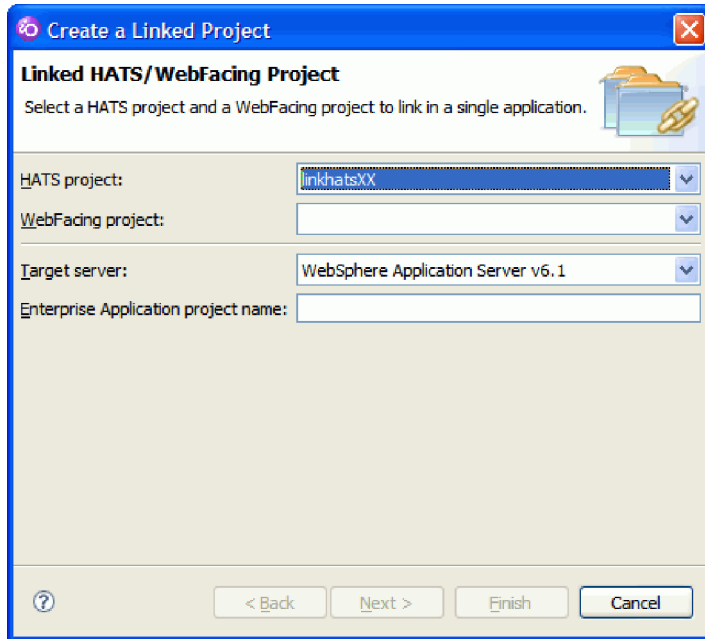 Create a Linked Project
Linked HATS/WebFacing Project
Select a HATS project and a WebFacing project to link in a single application.
HATS project: linkhatsXX
WebFacing project:
Target server: WebSphere Application Server v6.1
Enterprise Application project name:
? < Back Next > Finish Cancel